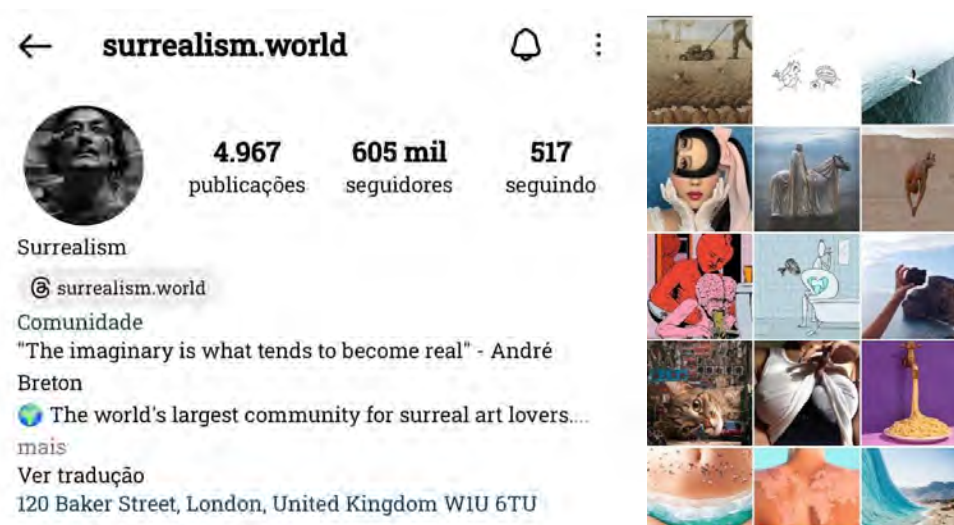 surrealism.world
4.967 605 mil 517
publicações seguidores seguindo
Surrealism
surrealism.world
Comunidade
"The imaginary is what tends to become real" - André
Breton
🌍 The world's largest community for surreal art lovers....
mais
Ver tradução
120 Baker Street, London, United Kingdom W1U 6TU